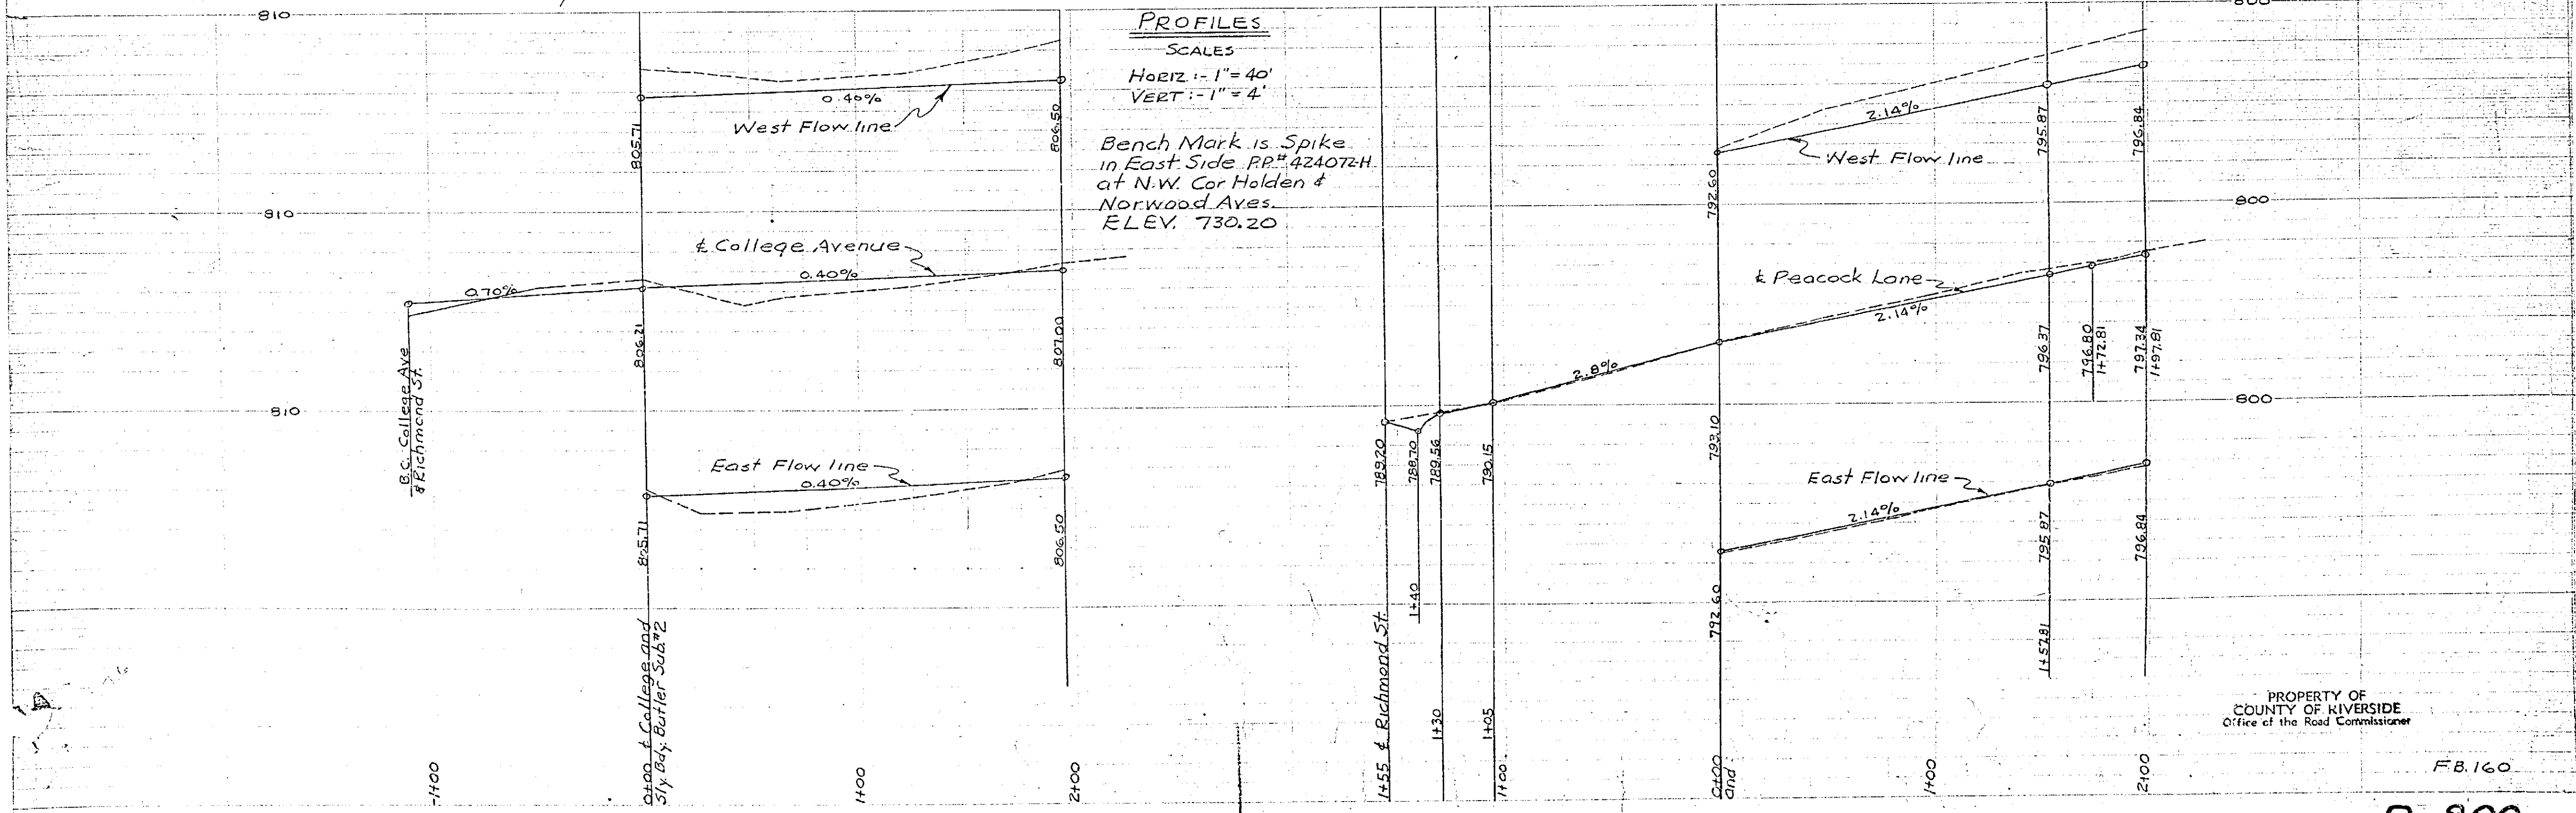 PROFILES
SCALES
HORIZ :- 1"= 40'
VERT :- 1" = 4'
Bench Mark is Spike
in East Side P.P.# 424072-H
at N.W. Cor Holden &
Norwood Aves.
ELEV. 730.20
810
0.40%
West Flow line
805.71
806.50
810
℄ College Avenue
0.70%
0.40%
B.C. College Ave
& Richmond St.
806.21
807.00
810
East Flow line
0.40%
805.71
806.50
0+00 ℄ College and
Sly. Bdy. Butler Sub. #2
-1+00
1+00
2+00
800
2.14%
West Flow line
792.60
795.87
796.84
800
℄ Peacock Lane
2.14%
2.8%
789.20
788.70
789.56
790.15
793.10
796.37
796.80
1+72.81
797.34
1+97.81
800
East Flow line
2.14%
792.60
795.87
796.84
1+40
1+55 ℄ Richmond St.
1+30
1+05
1+00
0+00
and
1+57.81
1+00
2+00
PROPERTY OF
COUNTY OF RIVERSIDE
Office of the Road Commissioner
F.B. 160